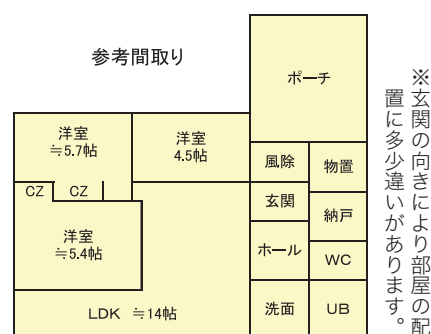 参考間取り
ポーチ
洋室
≒5.7帖
洋室
4.5帖
風除
物置
CZ
CZ
玄関
納戸
洋室
≒5.4帖
ホール
WC
LDK ≒14帖
洗面
UB
※玄関の向きにより部屋の配
置に多少違いがあります。